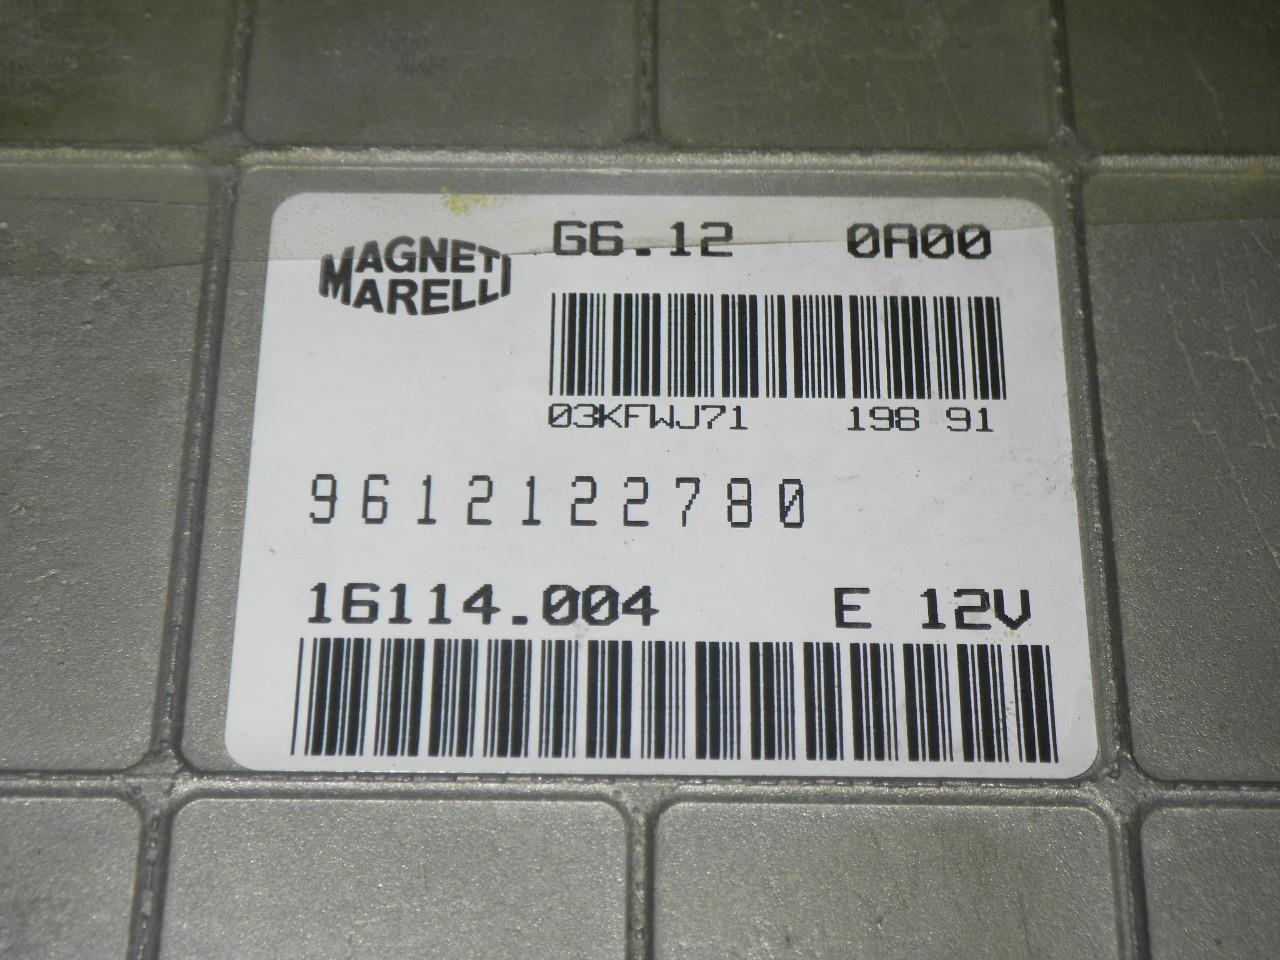 MAGNETI
MARELLI
G6.12 0A00
03KFWJ71 198 91
9612122780
16114.004 E 12V